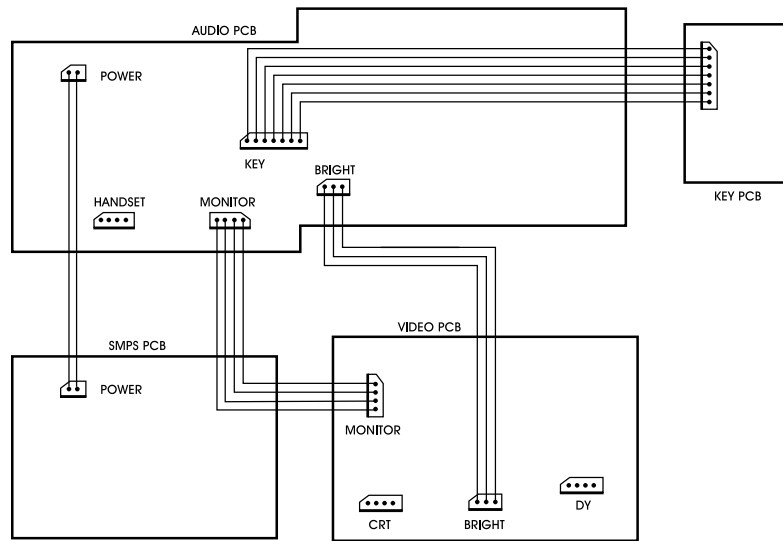 AUDIO PCB
POWER
KEY
BRIGHT
KEY PCB
HANDSET
MONITOR
VIDEO PCB
SMPS PCB
POWER
MONITOR
CRT
BRIGHT
DY